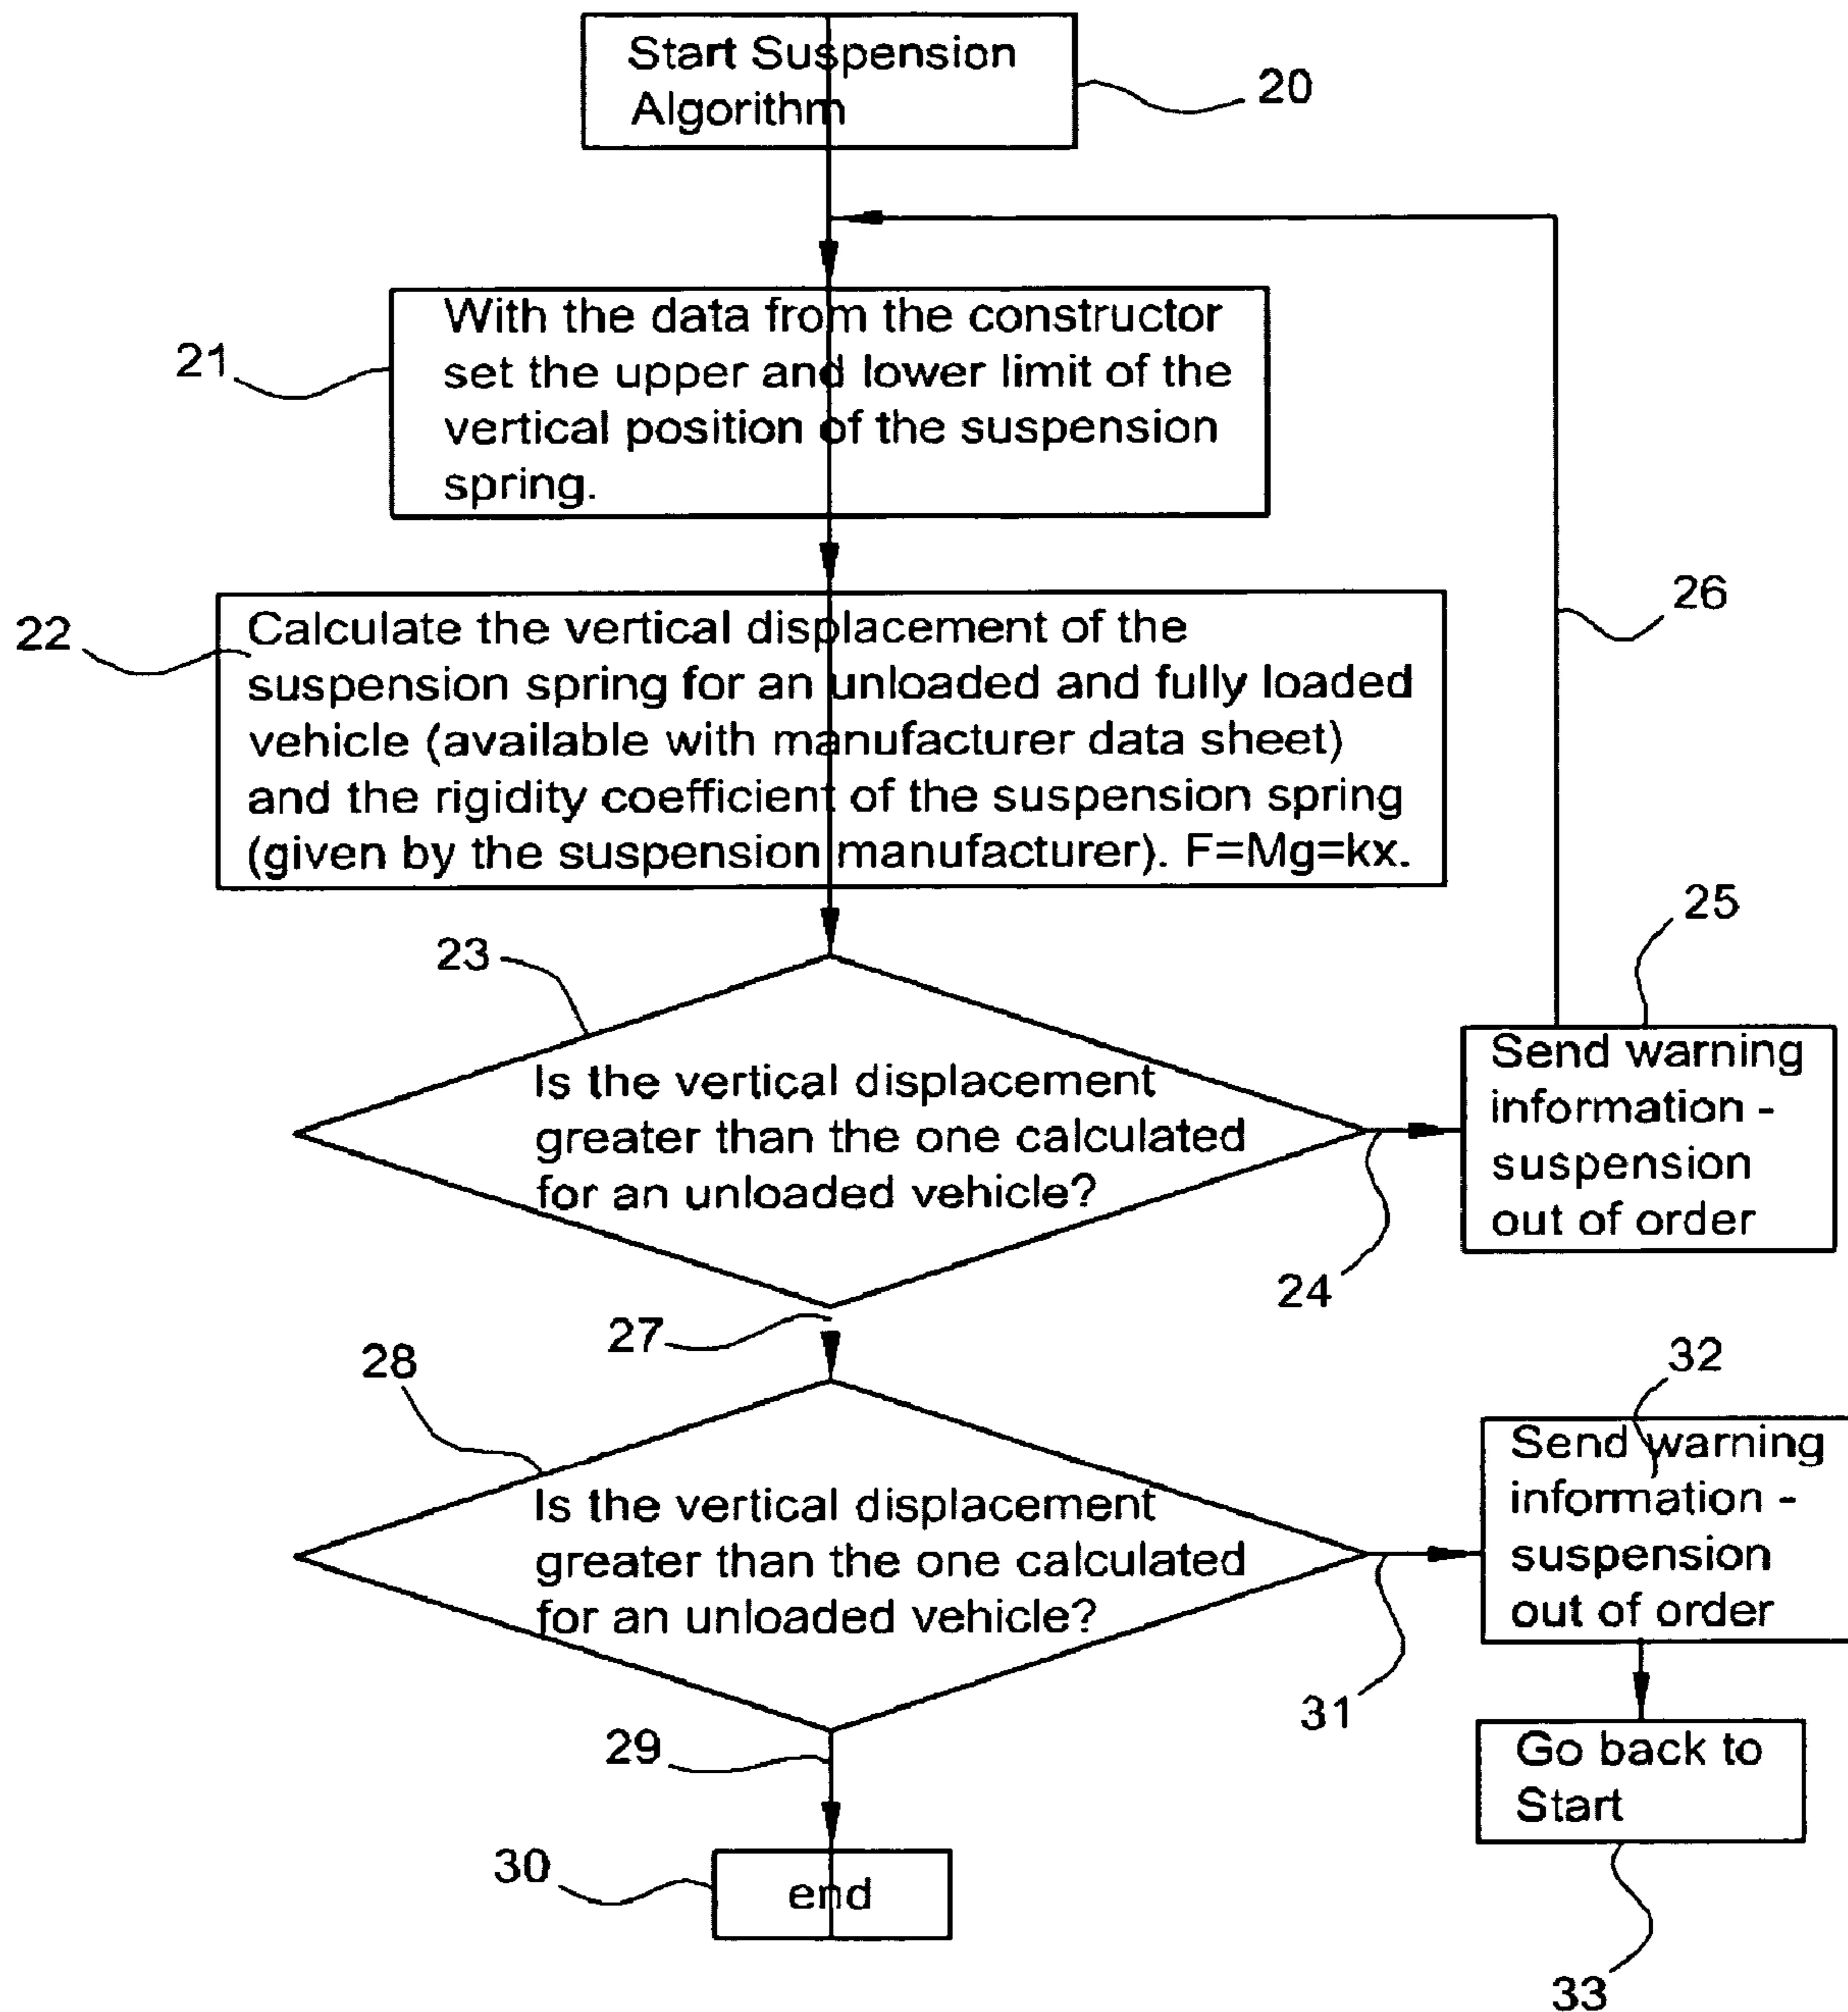 Start Suspension
Algorithm
20
With the data from the constructor
set the upper and lower limit of the
vertical position of the suspension
spring.
21
26
22
Calculate the vertical displacement of the
suspension spring for an unloaded and fully loaded
vehicle (available with manufacturer data sheet)
and the rigidity coefficient of the suspension spring
(given by the suspension manufacturer). F=Mg=kx.
25
23
Is the vertical displacement
greater than the one calculated
for an unloaded vehicle?
Send warning
information -
suspension
out of order
24
27
28
32
Is the vertical displacement
greater than the one calculated
for an unloaded vehicle?
Send warning
information -
suspension
out of order
31
29
Go back to
Start
30
end
33